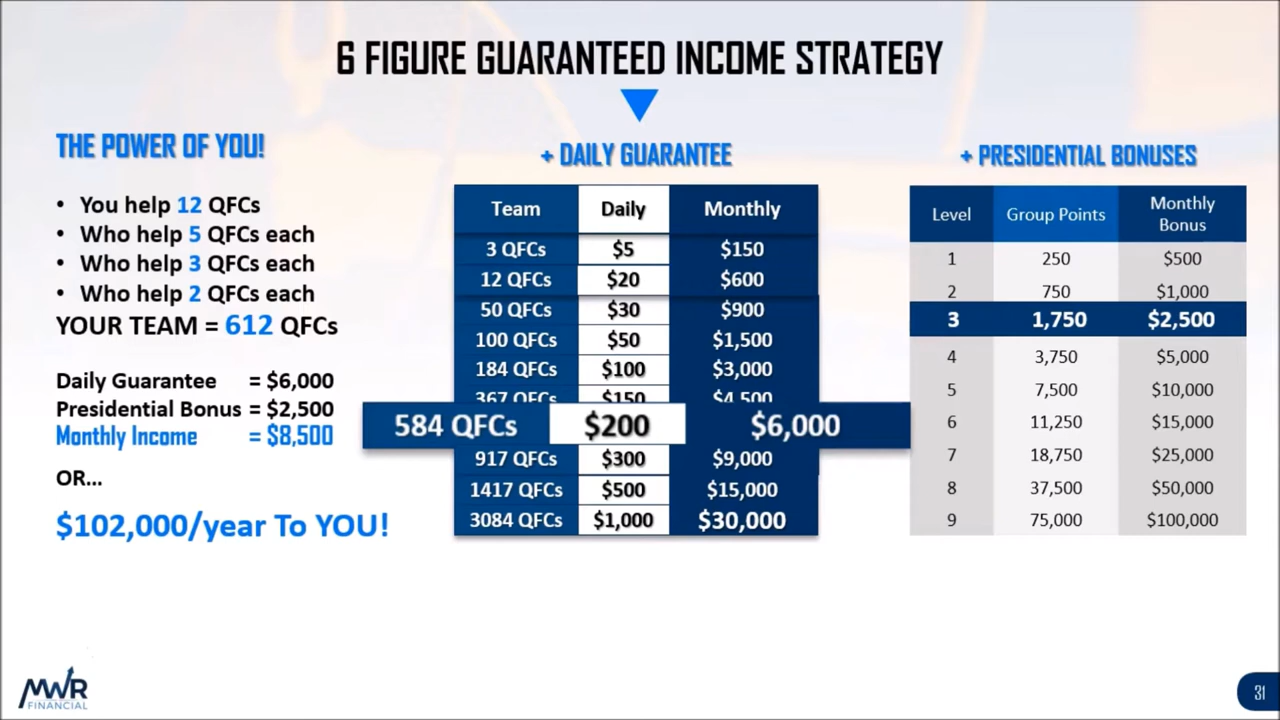 6 FIGURE GUARANTEED INCOME STRATEGY
THE POWER OF YOU!
• You help 12 QFCs
• Who help 5 QFCs each
• Who help 3 QFCs each
• Who help 2 QFCs each
YOUR TEAM = 612 QFCs
Daily Guarantee = $6,000
Presidential Bonus = $2,500
Monthly Income = $8,500
OR...
$102,000/year To YOU!
+ DAILY GUARANTEE
Team Daily Monthly
3 QFCs $5 $150
12 QFCs $20 $600
50 QFCs $30 $900
100 QFCs $50 $1,500
184 QFCs $100 $3,000
367 QFCs $150 $4,500
584 QFCs $200 $6,000
917 QFCs $300 $9,000
1417 QFCs $500 $15,000
3084 QFCs $1,000 $30,000
+ PRESIDENTIAL BONUSES
Level Group Points Monthly Bonus
1 250 $500
2 750 $1,000
3 1,750 $2,500
4 3,750 $5,000
5 7,500 $10,000
6 11,250 $15,000
7 18,750 $25,000
8 37,500 $50,000
9 75,000 $100,000
MWR
FINANCIAL
31